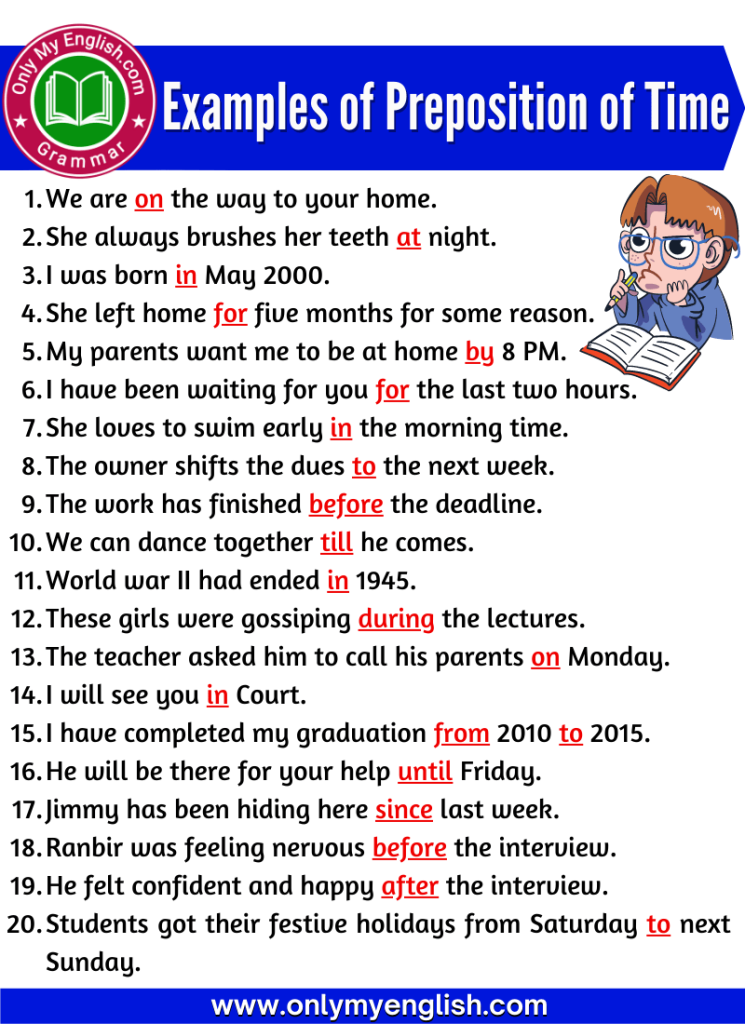 Only My English.com
Grammar
Examples of Preposition of Time
1. We are on the way to your home.
2. She always brushes her teeth at night.
3. I was born in May 2000.
4. She left home for five months for some reason.
5. My parents want me to be at home by 8 PM.
6. I have been waiting for you for the last two hours.
7. She loves to swim early in the morning time.
8. The owner shifts the dues to the next week.
9. The work has finished before the deadline.
10. We can dance together till he comes.
11. World war II had ended in 1945.
12. These girls were gossiping during the lectures.
13. The teacher asked him to call his parents on Monday.
14. I will see you in Court.
15. I have completed my graduation from 2010 to 2015.
16. He will be there for your help until Friday.
17. Jimmy has been hiding here since last week.
18. Ranbir was feeling nervous before the interview.
19. He felt confident and happy after the interview.
20. Students got their festive holidays from Saturday to next
Sunday.
www.onlymyenglish.com